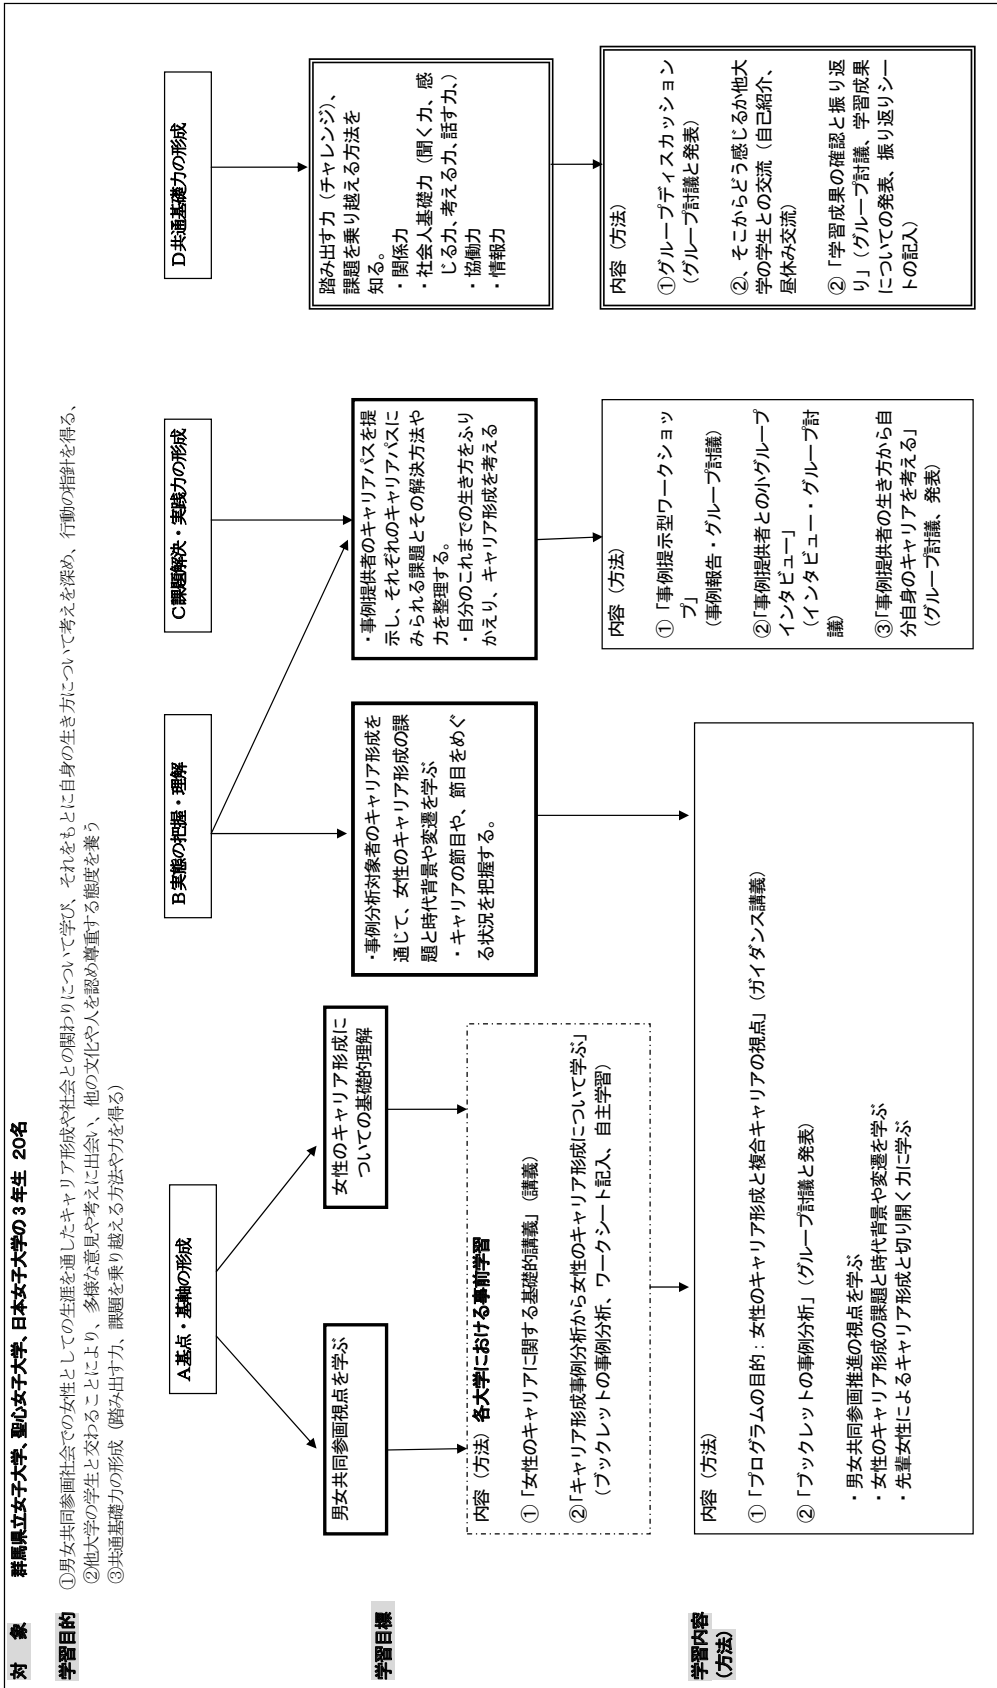 対　象　群馬県立女子大学、聖心女子大学、日本女子大学の３年生 20名
学習目的
①男女共同参画社会での女性としての生涯を通したキャリア形成や社会との関わりについて学び、それをもとに自身の生き方について考えを深め、行動の指針を得る、
②他大学の学生と交わることにより、多様な意見や考えに出会い、他の文化や人を認め尊重する態度を養う
③共通基礎力の形成（踏み出す力、課題を乗り越える方法や力を得る）
A基点・基軸の形成
B実態の把握・理解
C課題解決・実践力の形成
D共通基礎力の形成
学習目標
男女共同参画視点を学ぶ
女性のキャリア形成に
ついての基礎的理解
・事例分析対象者のキャリア形成を
通じて、女性のキャリア形成の課
題と時代背景や変遷を学ぶ
・キャリアの節目や、節目をめぐ
る状況を把握する。
・事例提供者のキャリアパスを提
示し、それぞれのキャリアパスに
みられる課題とその解決方法や
力を整理する。
・自分のこれまでの生き方をふり
かえり、キャリア形成を考える
踏み出す力（チャレンジ）、
課題を乗り越える方法を
知る。
・関係力
・社会人基礎力（聞く力、感
じる力、考える力、話す力、）
・協働力
・情報力
内容（方法）各大学における事前学習
①「女性のキャリアに関する基礎的講義」（講義）
②「キャリア形成事例分析から女性のキャリア形成について学ぶ」
（ブックレットの事例分析、ワークシート記入、自主学習）
学習内容
（方法）
内容（方法）
①「プログラムの目的：女性のキャリア形成と複合キャリアの視点」（ガイダンス講義）
②「ブックレットの事例分析」（グループ討議と発表）
・男女共同参画推進の視点を学ぶ
・女性のキャリア形成の課題と時代背景や変遷を学ぶ
・先輩女性によるキャリア形成と切り開く力に学ぶ
内容（方法）
①「事例提示型ワークショッ
プ」
（事例報告・グループ討議）
②「事例提供者との小グループ
インタビュー」
（インタビュー・グループ討
議）
③「事例提供者の生き方から自
分自身のキャリアを考える」
（グループ討議、発表）
内容（方法）
①グループディスカッション
（グループ討議と発表）
②、そこからどう感じるか他大
学の学生との交流（自己紹介、
昼休み交流）
②「学習成果の確認と振り返
り」（グループ討議、学習成果
についての発表、振り返りシー
トの記入）